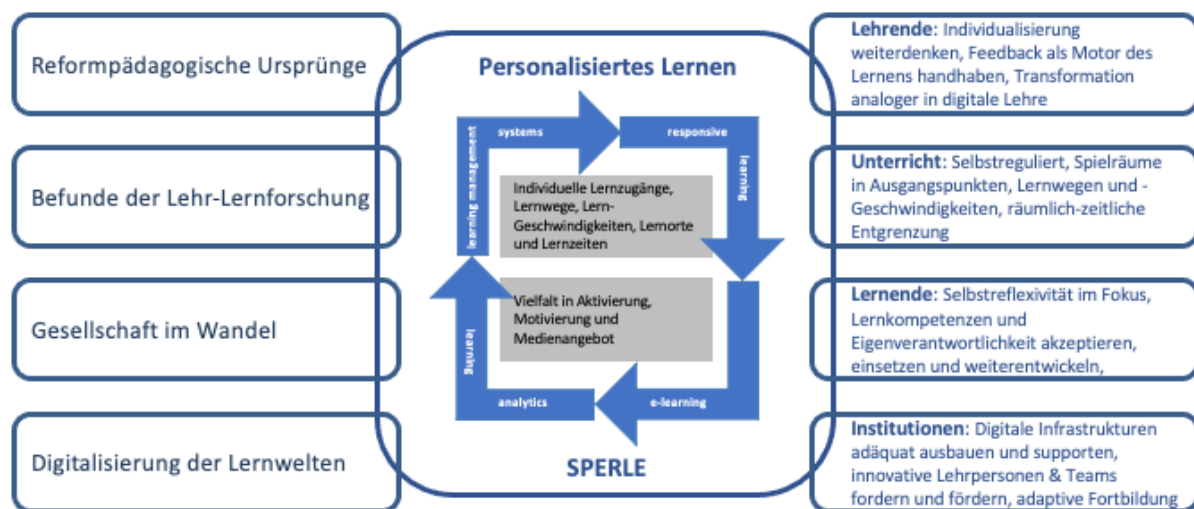 Reformpädagogische Ursprünge
Befunde der Lehr-Lernforschung
Gesellschaft im Wandel
Digitalisierung der Lernwelten
Personalisiertes Lernen
learning management
systems
responsive
learning
Individuelle Lernzugänge,
Lernwege, Lern-
Geschwindigkeiten, Lernorte
und Lernzeiten
Vielfalt in Aktivierung,
Motivierung und
Medienangebot
learning
analytics
e-learning
SPERLE
Lehrende: Individualisierung
weiterdenken, Feedback als Motor des
Lernens handhaben, Transformation
analoger in digitale Lehre
Unterricht: Selbstreguliert, Spielräume
in Ausgangspunkten, Lernwegen und -
Geschwindigkeiten, räumlich-zeitliche
Entgrenzung
Lernende: Selbstreflexivität im Fokus,
Lernkompetenzen und
Eigenverantwortlichkeit akzeptieren,
einsetzen und weiterentwickeln,
Institutionen: Digitale Infrastrukturen
adäquat ausbauen und supporten,
innovative Lehrpersonen & Teams
fordern und fördern, adaptive Fortbildung